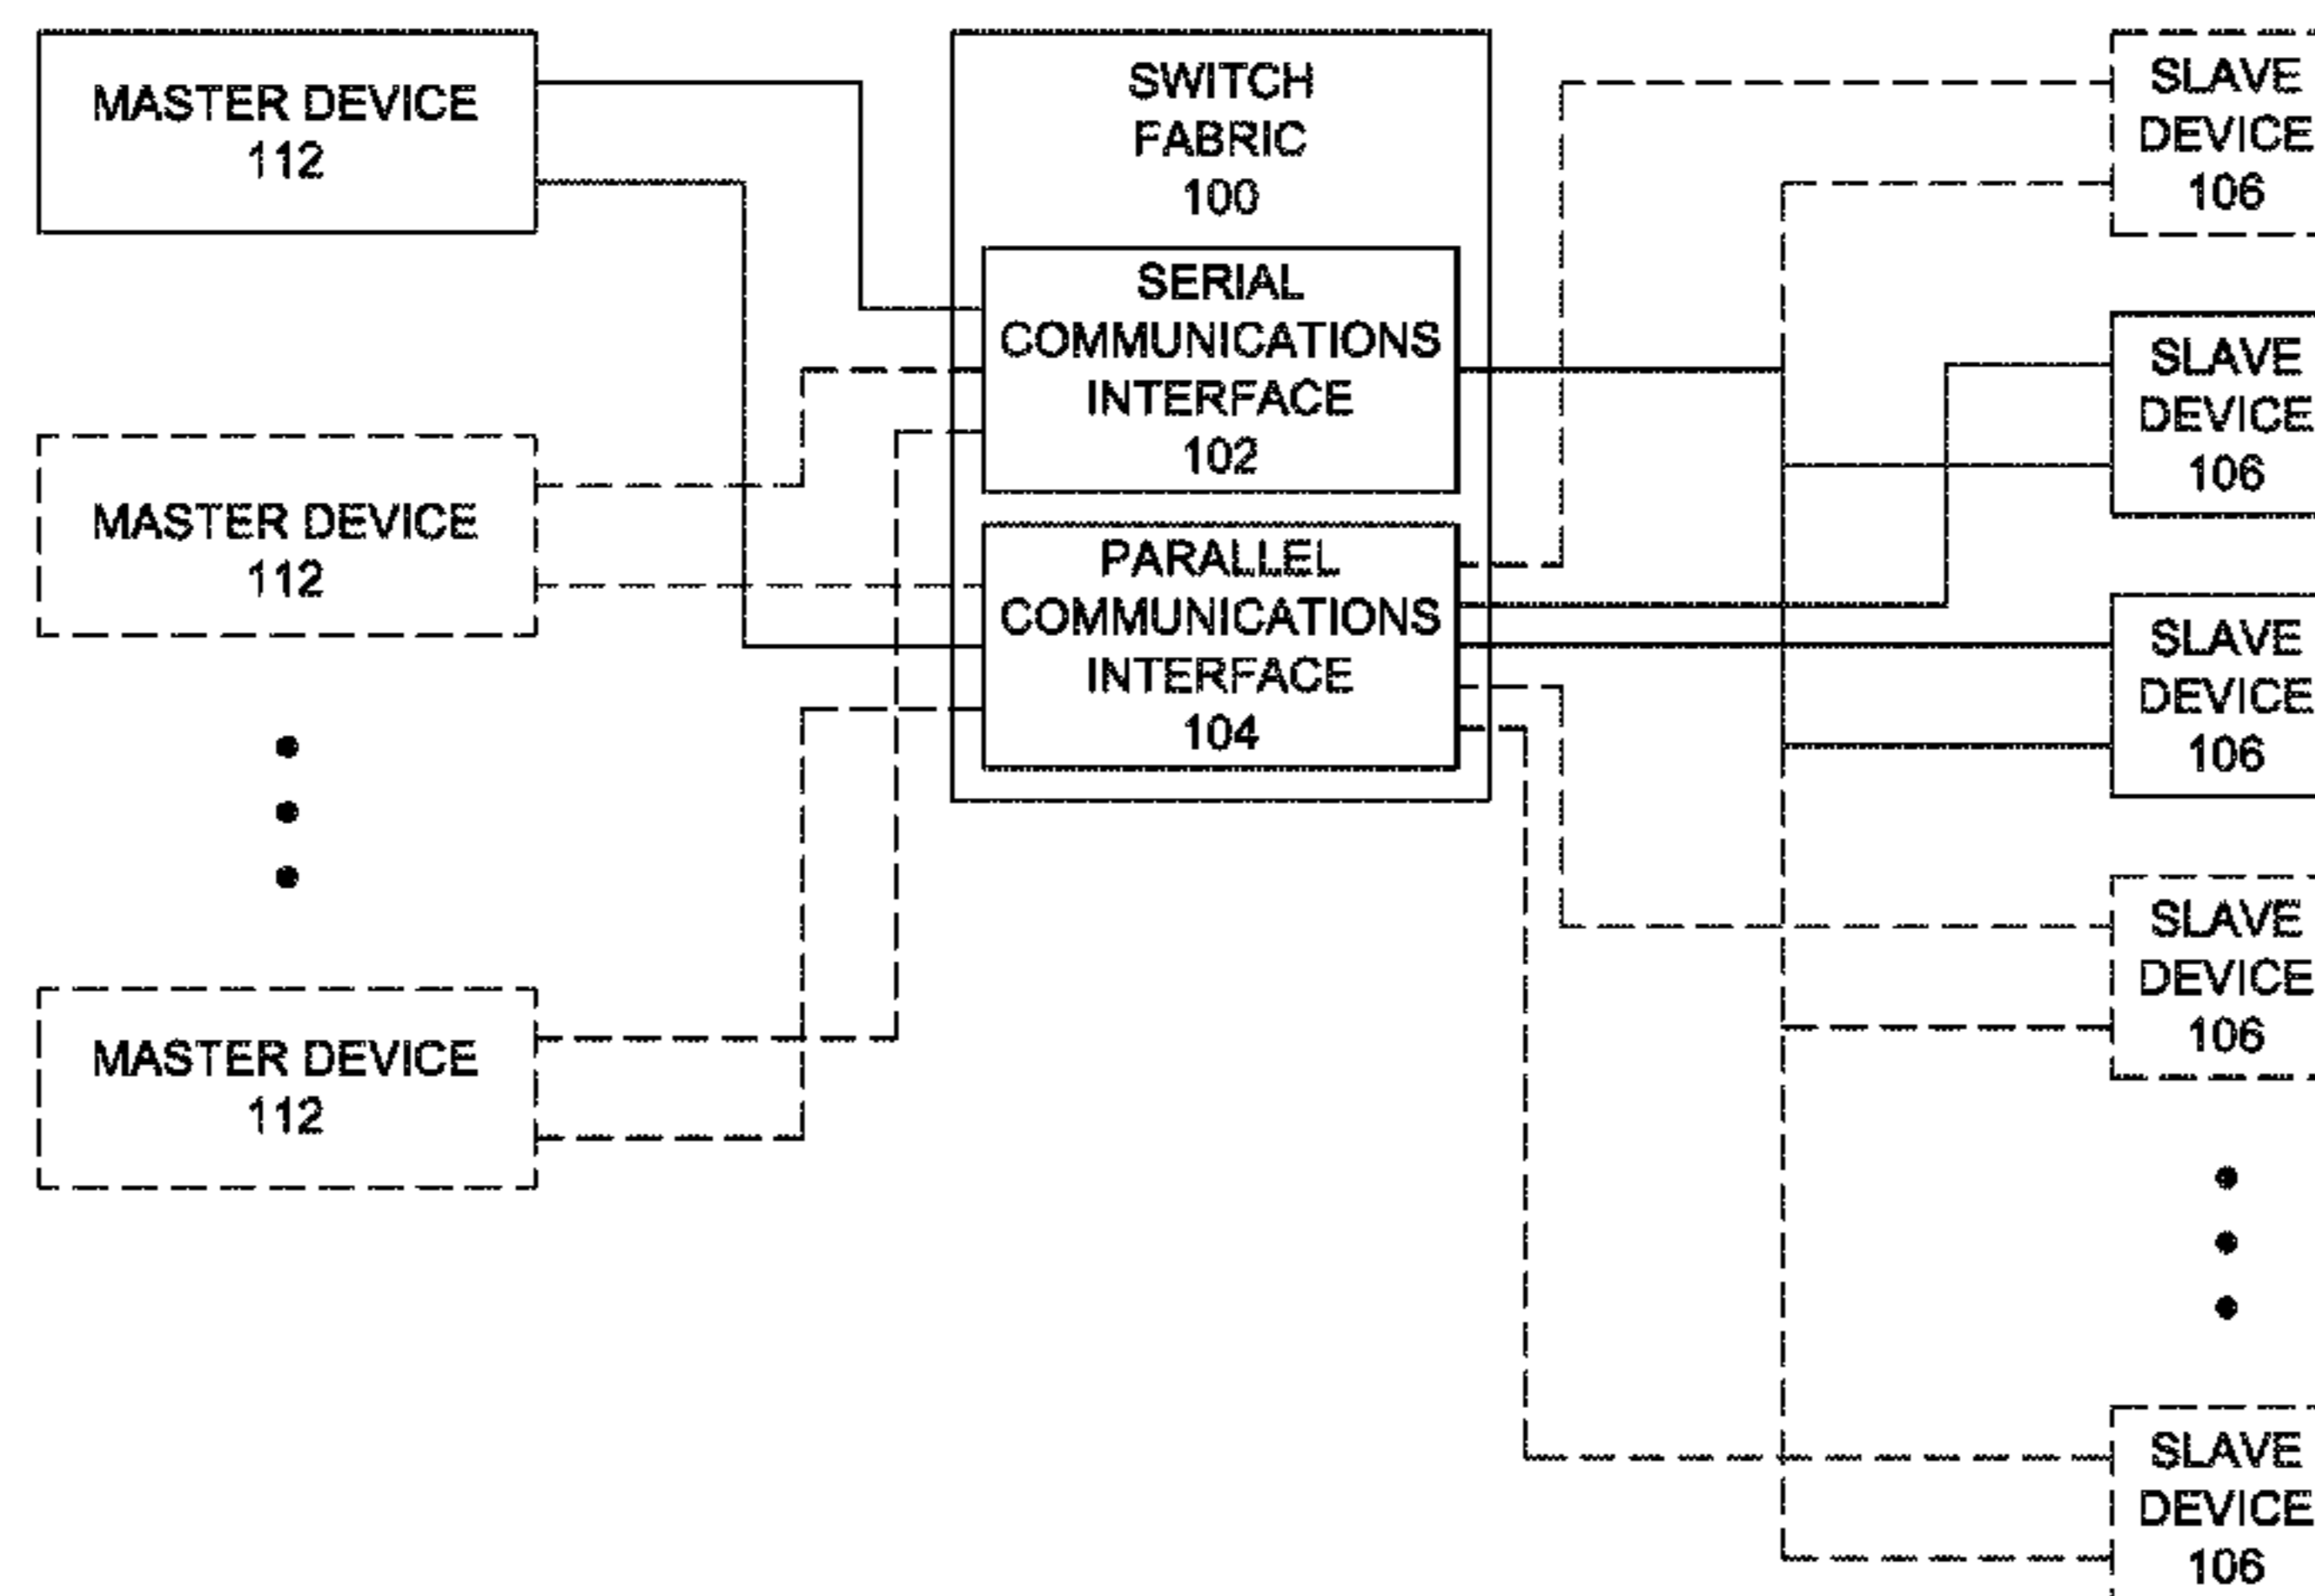 MASTER DEVICE
112
MASTER DEVICE
112
MASTER DEVICE
112
SWITCH
FABRIC
100
SERIAL
COMMUNICATIONS
INTERFACE
102
PARALLEL
COMMUNICATIONS
INTERFACE
104
SLAVE
DEVICE
106
SLAVE
DEVICE
106
SLAVE
DEVICE
106
SLAVE
DEVICE
106
SLAVE
DEVICE
106